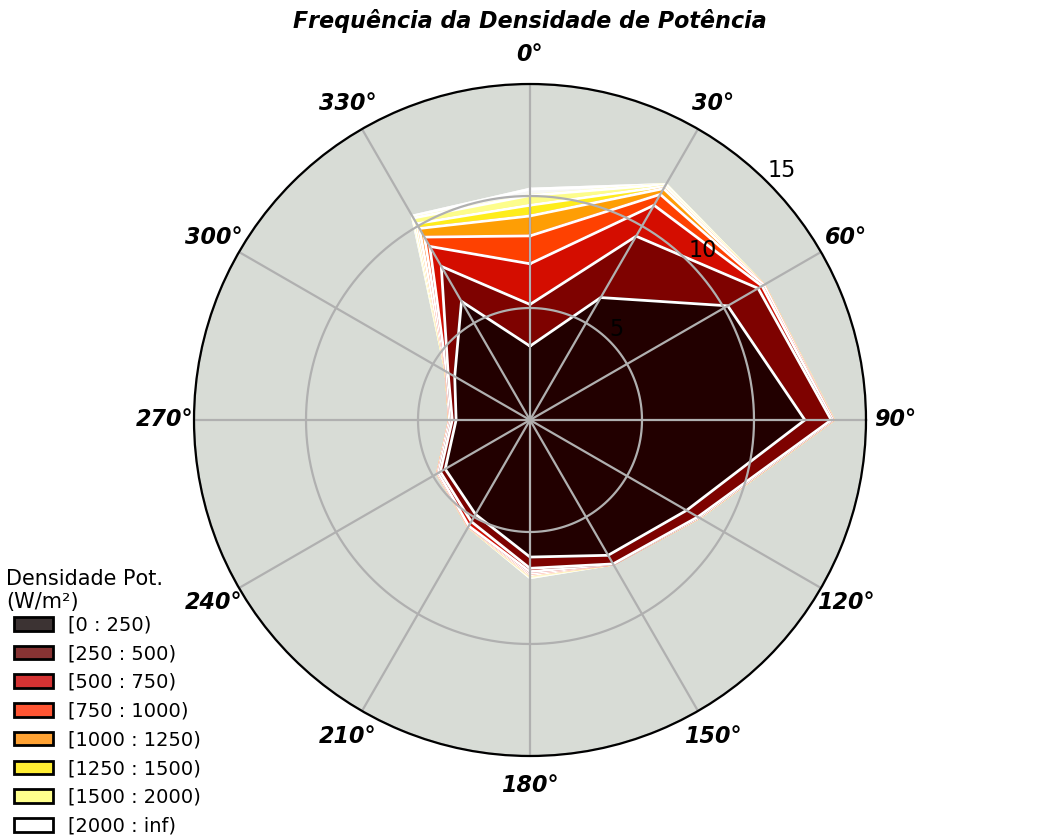 Frequência da Densidade de Potência
0°
330°
30°
15
300°
60°
10
5
270°
90°
240°
120°
210°
150°
180°
Densidade Pot.
(W/m²)
[0 : 250)
[250 : 500)
[500 : 750)
[750 : 1000)
[1000 : 1250)
[1250 : 1500)
[1500 : 2000)
[2000 : inf)